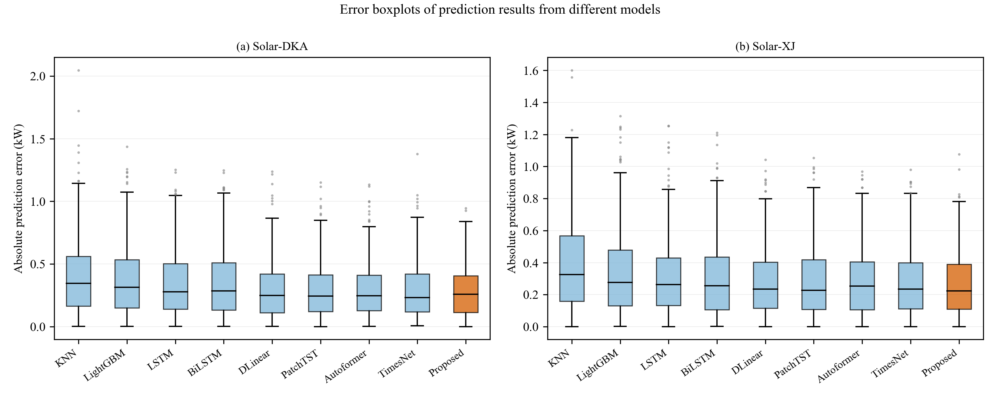 Error boxplots of prediction results from different models
(a) Solar-DKA
Absolute prediction error (kW)
2.0
1.5
1.0
0.5
0.0
KNN
LightGBM
LSTM
BiLSTM
DLinear
PatchTST
Autoformer
TimesNet
Proposed
(b) Solar-XJ
Absolute prediction error (kW)
1.6
1.4
1.2
1.0
0.8
0.6
0.4
0.2
0.0
KNN
LightGBM
LSTM
BiLSTM
DLinear
PatchTST
Autoformer
TimesNet
Proposed